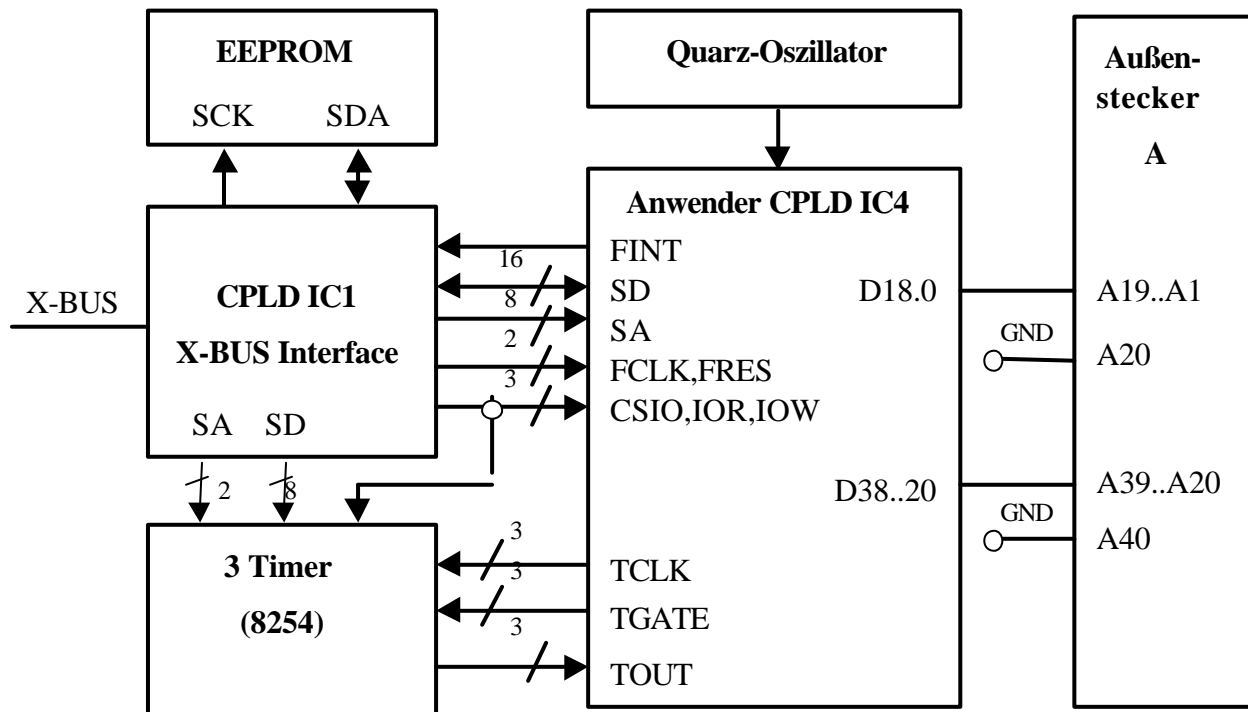 EEPROM
SCK SDA
Quarz-Oszillator
Außen-
stecker
A
X-BUS
CPLD IC1
X-BUS Interface
SA SD
2
8
16
8
2
3
Anwender CPLD IC4
FINT
SD
SA
FCLK,FRES
CSIO,IOR,IOW
D18.0
D38..20
TCLK
TGATE
TOUT
GND
GND
A19..A1
A20
A39..A20
A40
3 Timer
(8254)
3
3
3